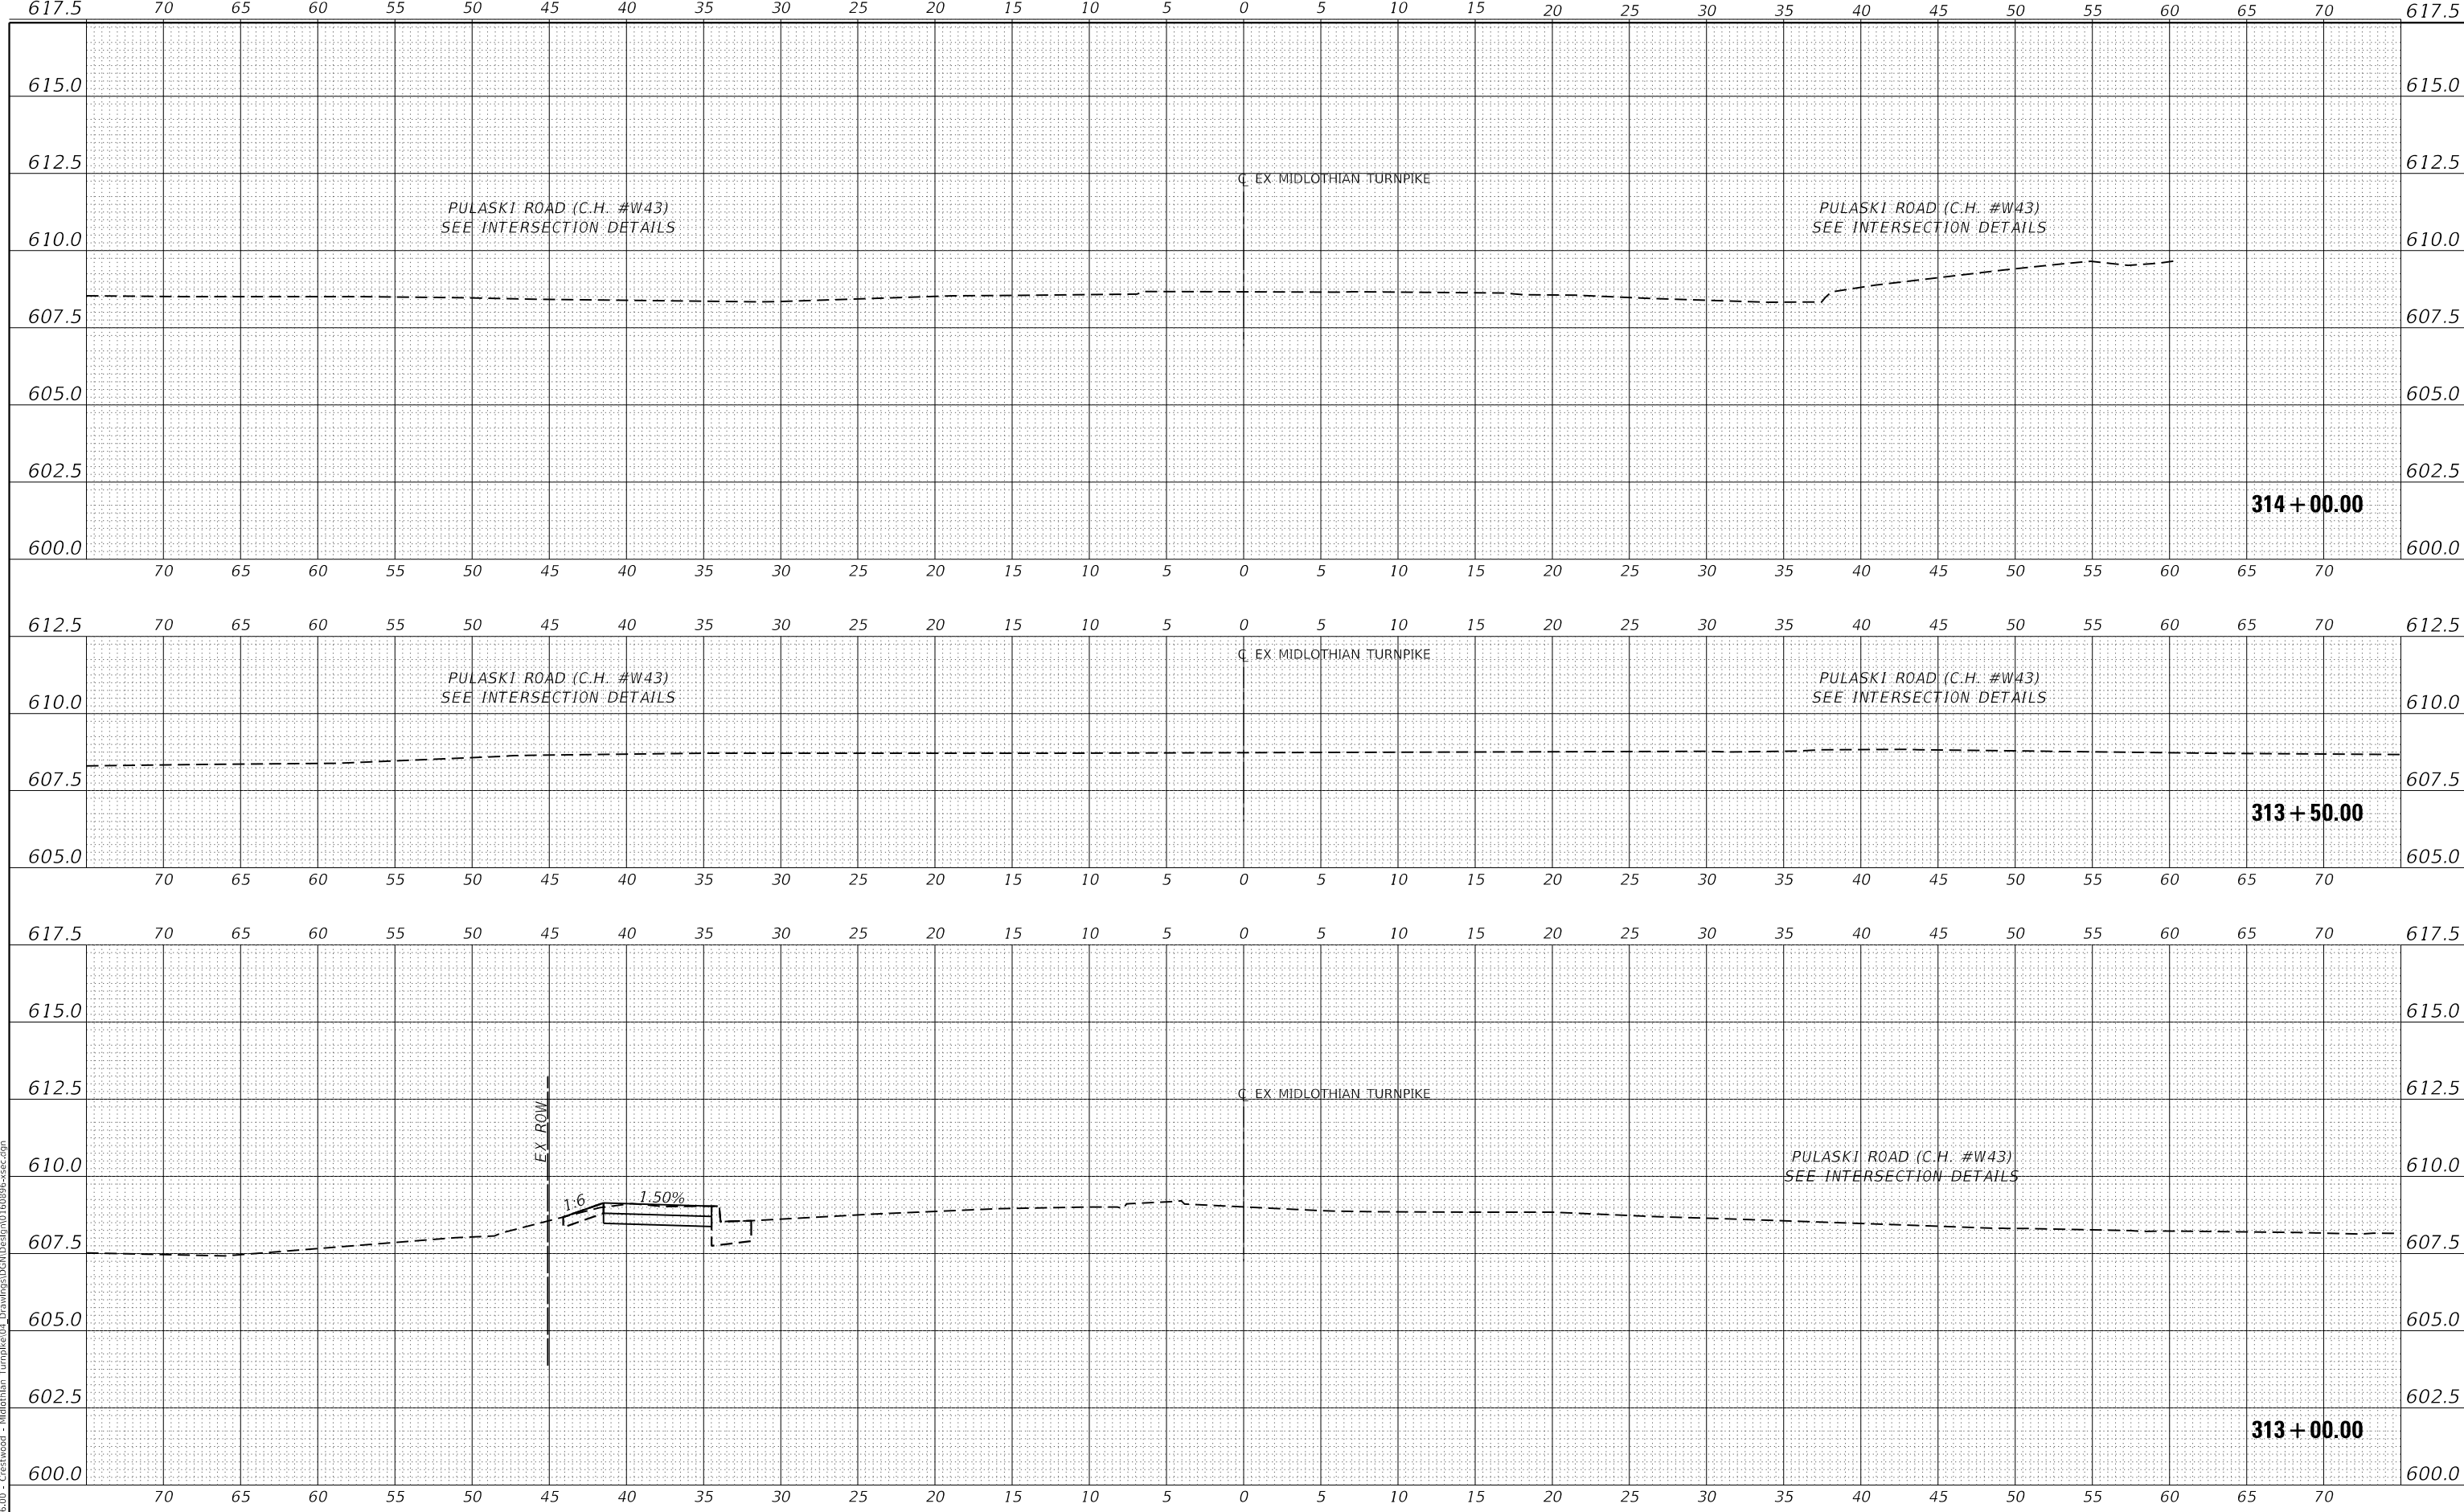 70 65 60 55 50 45 40 35 30 25 20 15 10 5 0 5 10 15 20 25 30 35 40 45 50 55 60 65 70
617.5 617.5
615.0 615.0
612.5 612.5
℄ EX MIDLOTHIAN TURNPIKE
PULASKI ROAD (C.H. #W43)
SEE INTERSECTION DETAILS
PULASKI ROAD (C.H. #W43)
SEE INTERSECTION DETAILS
610.0 610.0
607.5 607.5
605.0 605.0
602.5 602.5
314+00.00
600.0 600.0
70 65 60 55 50 45 40 35 30 25 20 15 10 5 0 5 10 15 20 25 30 35 40 45 50 55 60 65 70
70 65 60 55 50 45 40 35 30 25 20 15 10 5 0 5 10 15 20 25 30 35 40 45 50 55 60 65 70
612.5 612.5
℄ EX MIDLOTHIAN TURNPIKE
PULASKI ROAD (C.H. #W43)
SEE INTERSECTION DETAILS
PULASKI ROAD (C.H. #W43)
SEE INTERSECTION DETAILS
610.0 610.0
607.5 607.5
313+50.00
605.0 605.0
70 65 60 55 50 45 40 35 30 25 20 15 10 5 0 5 10 15 20 25 30 35 40 45 50 55 60 65 70
70 65 60 55 50 45 40 35 30 25 20 15 10 5 0 5 10 15 20 25 30 35 40 45 50 55 60 65 70
617.5 617.5
615.0 615.0
612.5 612.5
℄ EX MIDLOTHIAN TURNPIKE
EX ROW
PULASKI ROAD (C.H. #W43)
SEE INTERSECTION DETAILS
610.0 610.0
1:6
1.50%
607.5 607.5
605.0 605.0
602.5 602.5
313+00.00
600.0 600.0
70 65 60 55 50 45 40 35 30 25 20 15 10 5 0 5 10 15 20 25 30 35 40 45 50 55 60 65 70
6.00 - Crestwood - Midlothian Turnpike\04_Drawings\DGN\Design\0160896-xsec.dgn